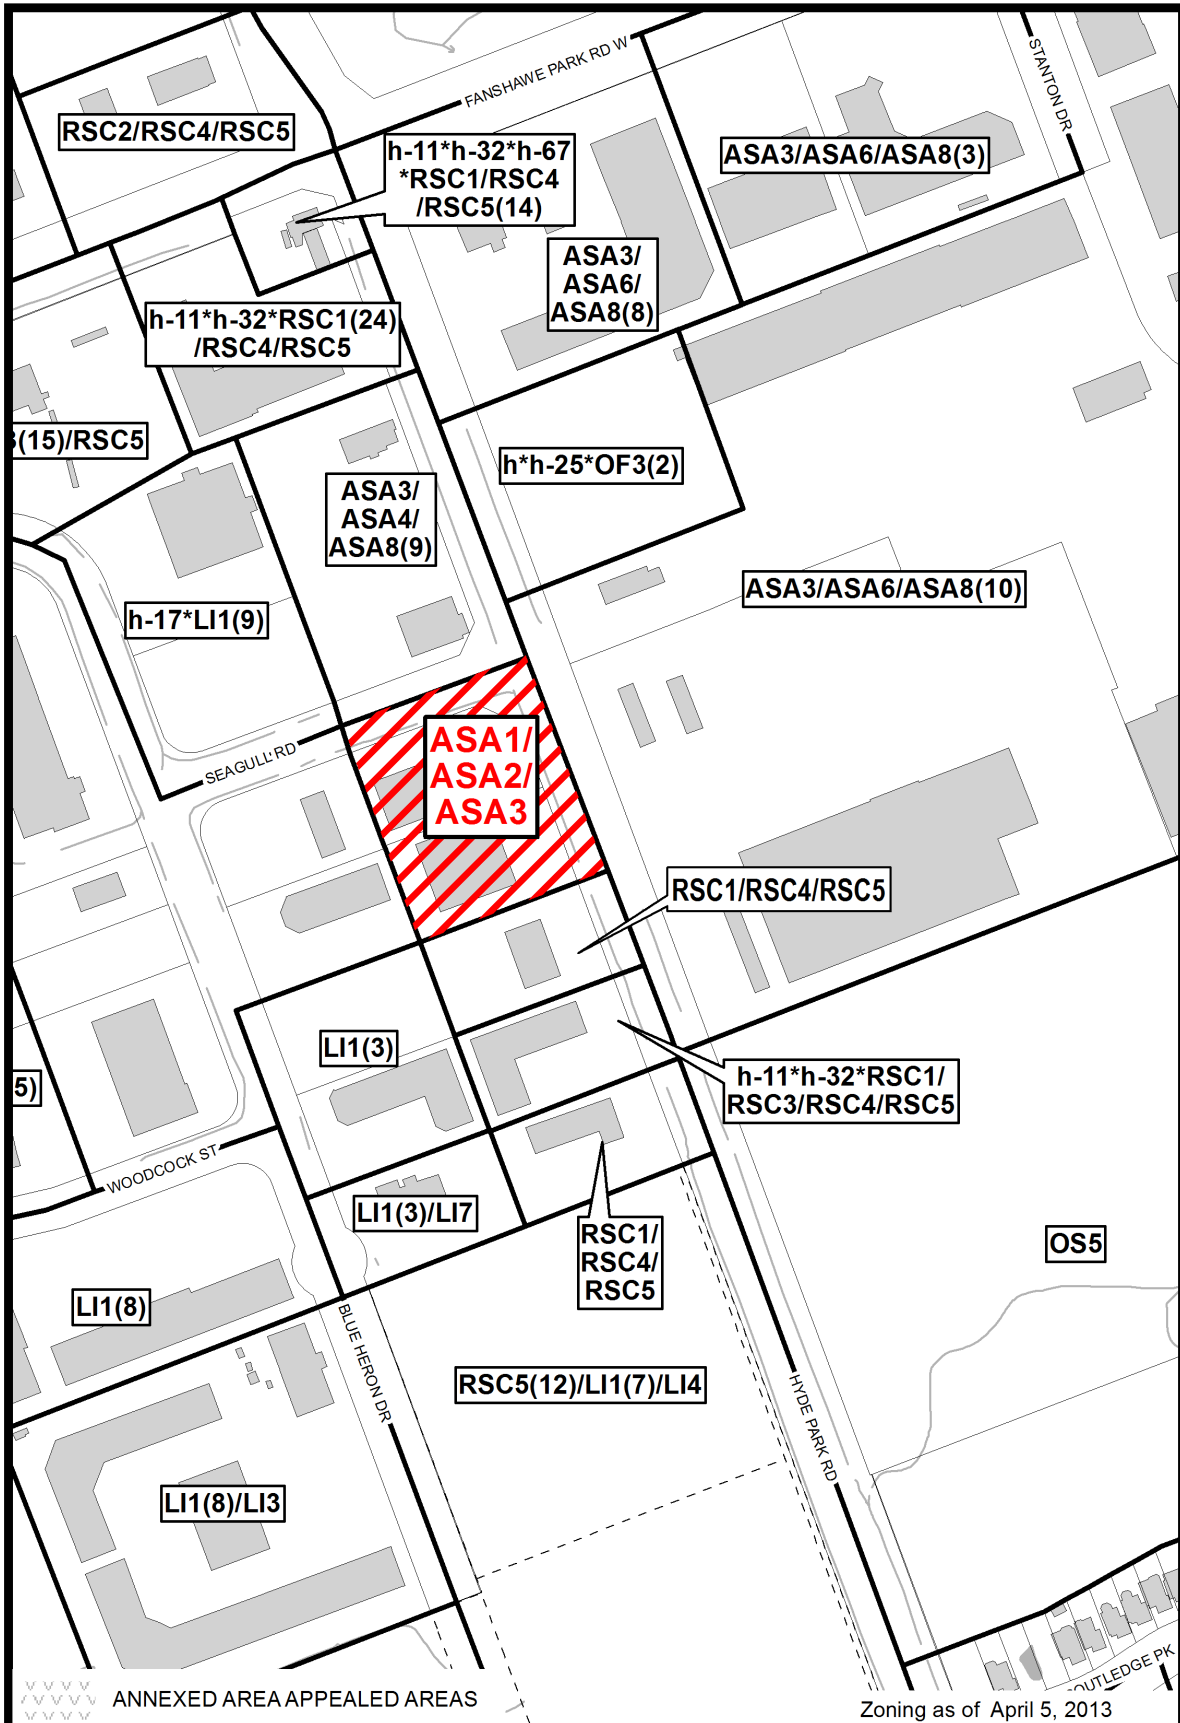 FANSHAWE PARK RD W
STANTON DR
RSC2/RSC4/RSC5
h-11*h-32*h-67
*RSC1/RSC4
/RSC5(14)
ASA3/ASA6/ASA8(3)
ASA3/
ASA6/
ASA8(8)
h-11*h-32*RSC1(24)
/RSC4/RSC5
(15)/RSC5
h*h-25*OF3(2)
ASA3/
ASA4/
ASA8(9)
ASA3/ASA6/ASA8(10)
h-17*LI1(9)
SEAGULL RD
ASA1/
ASA2/
ASA3
RSC1/RSC4/RSC5
LI1(3)
h-11*h-32*RSC1/
RSC3/RSC4/RSC5
5)
WOODCOCK ST
LI1(3)/LI7
RSC1/
RSC4/
RSC5
OS5
LI1(8)
BLUE HERON DR
RSC5(12)/LI1(7)/LI4
HYDE PARK RD
LI1(8)/LI3
ROUTLEDGE PK
ANNEXED AREA APPEALED AREAS
Zoning as of April 5, 2013